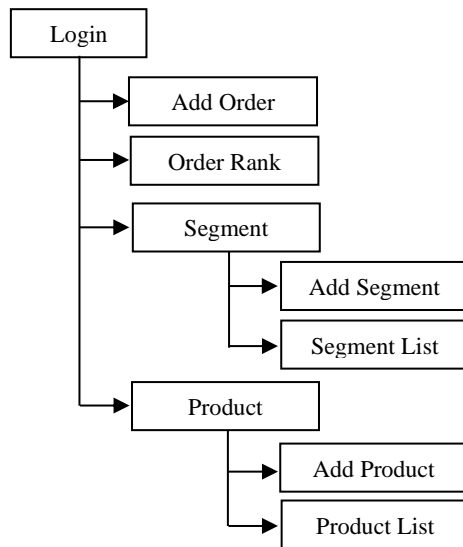 Login
Add Order
Order Rank
Segment
Add Segment
Segment List
Product
Add Product
Product List